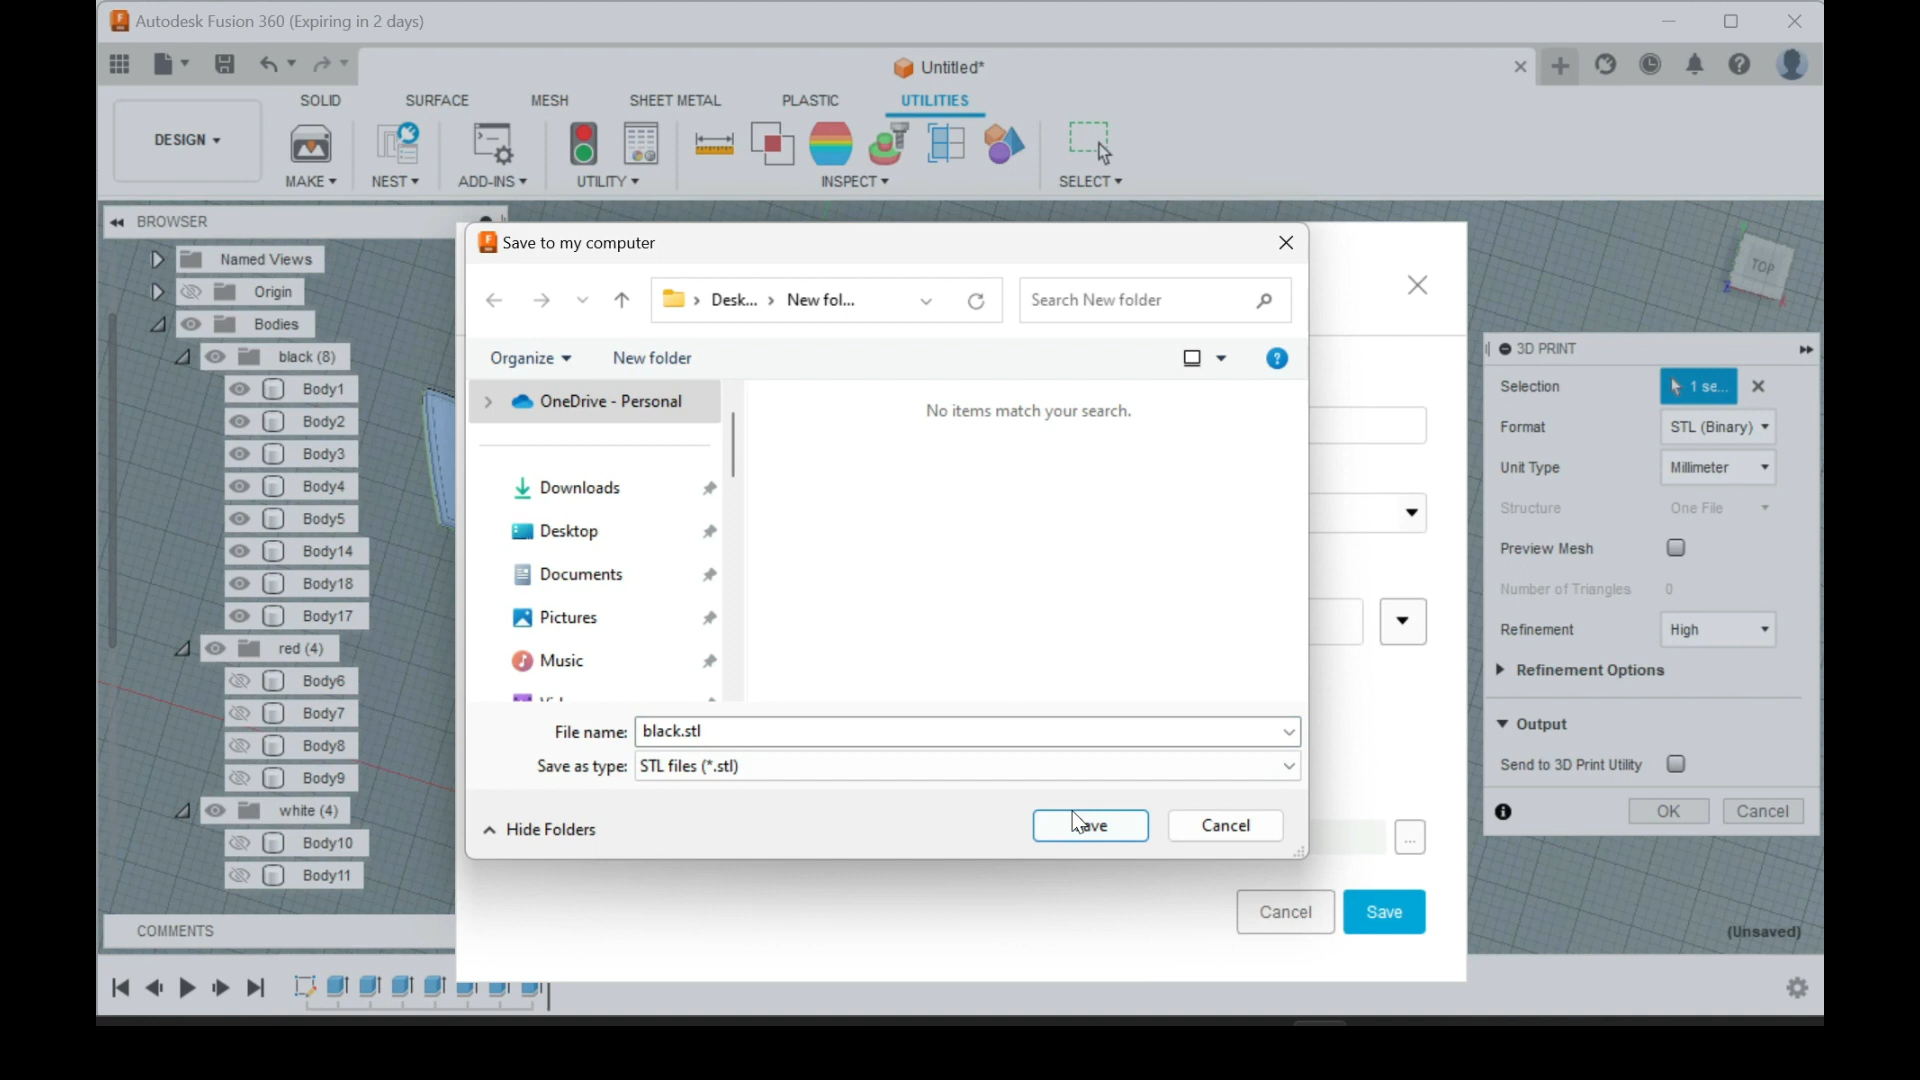 Autodesk Fusion 360 (Expiring in 2 days)
Untitled*
SOLID SURFACE MESH SHEET METAL PLASTIC UTILITIES
DESIGN
MAKE NEST ADD-INS UTILITY INSPECT SELECT
BROWSER
Named Views
Origin
Bodies
black (8)
Body1
Body2
Body3
Body4
Body5
Body14
Body18
Body17
red (4)
Body6
Body7
Body8
Body9
white (4)
Body10
Body11
COMMENTS
Save to my computer
Desk... New fol...
Search New folder
Organize New folder
OneDrive - Personal
No items match your search.
Downloads
Desktop
Documents
Pictures
Music
File name: black.stl
Save as type: STL files (*.stl)
Hide Folders
Cancel
...
Cancel Save
TOP
3D PRINT
Selection 1 se...
Format STL (Binary)
Unit Type Millimeter
Structure One File
Preview Mesh
Number of Triangles 0
Refinement High
Refinement Options
Output
Send to 3D Print Utility
OK Cancel
(Unsaved)